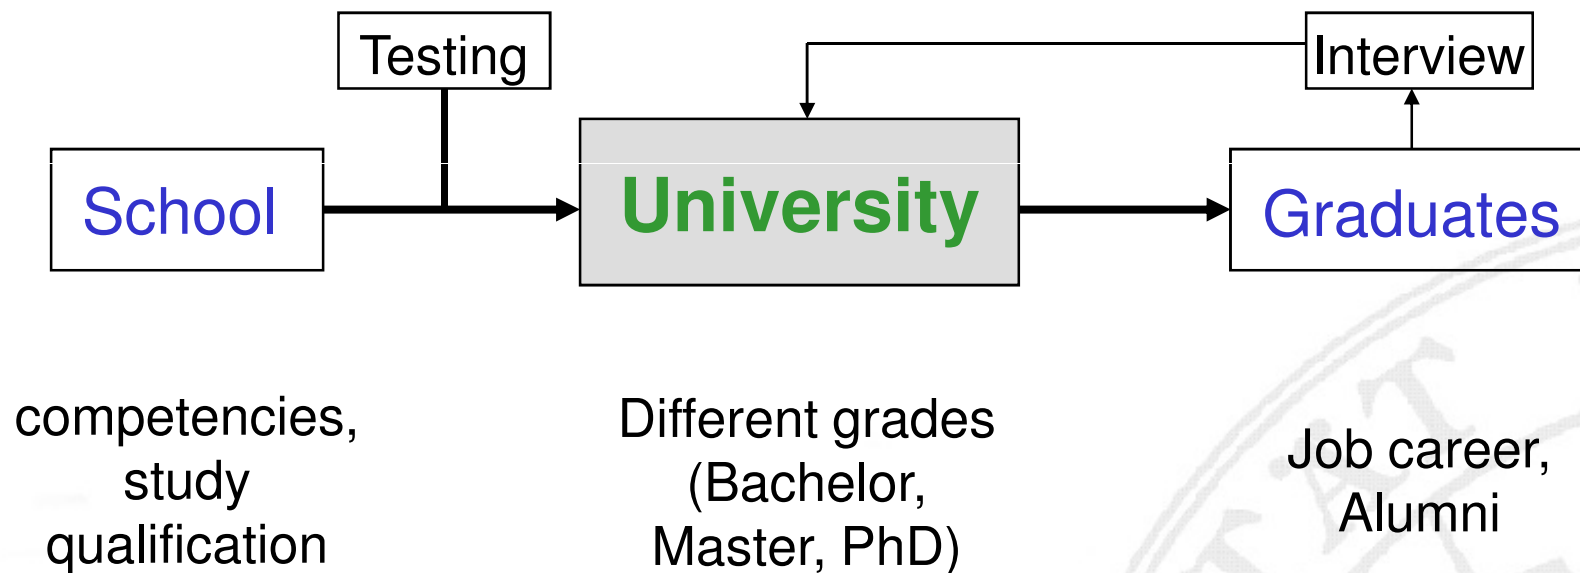 Testing
Interview
School
University
Graduates
competencies,
study
qualification
Different grades
(Bachelor,
Master, PhD)
Job career,
Alumni